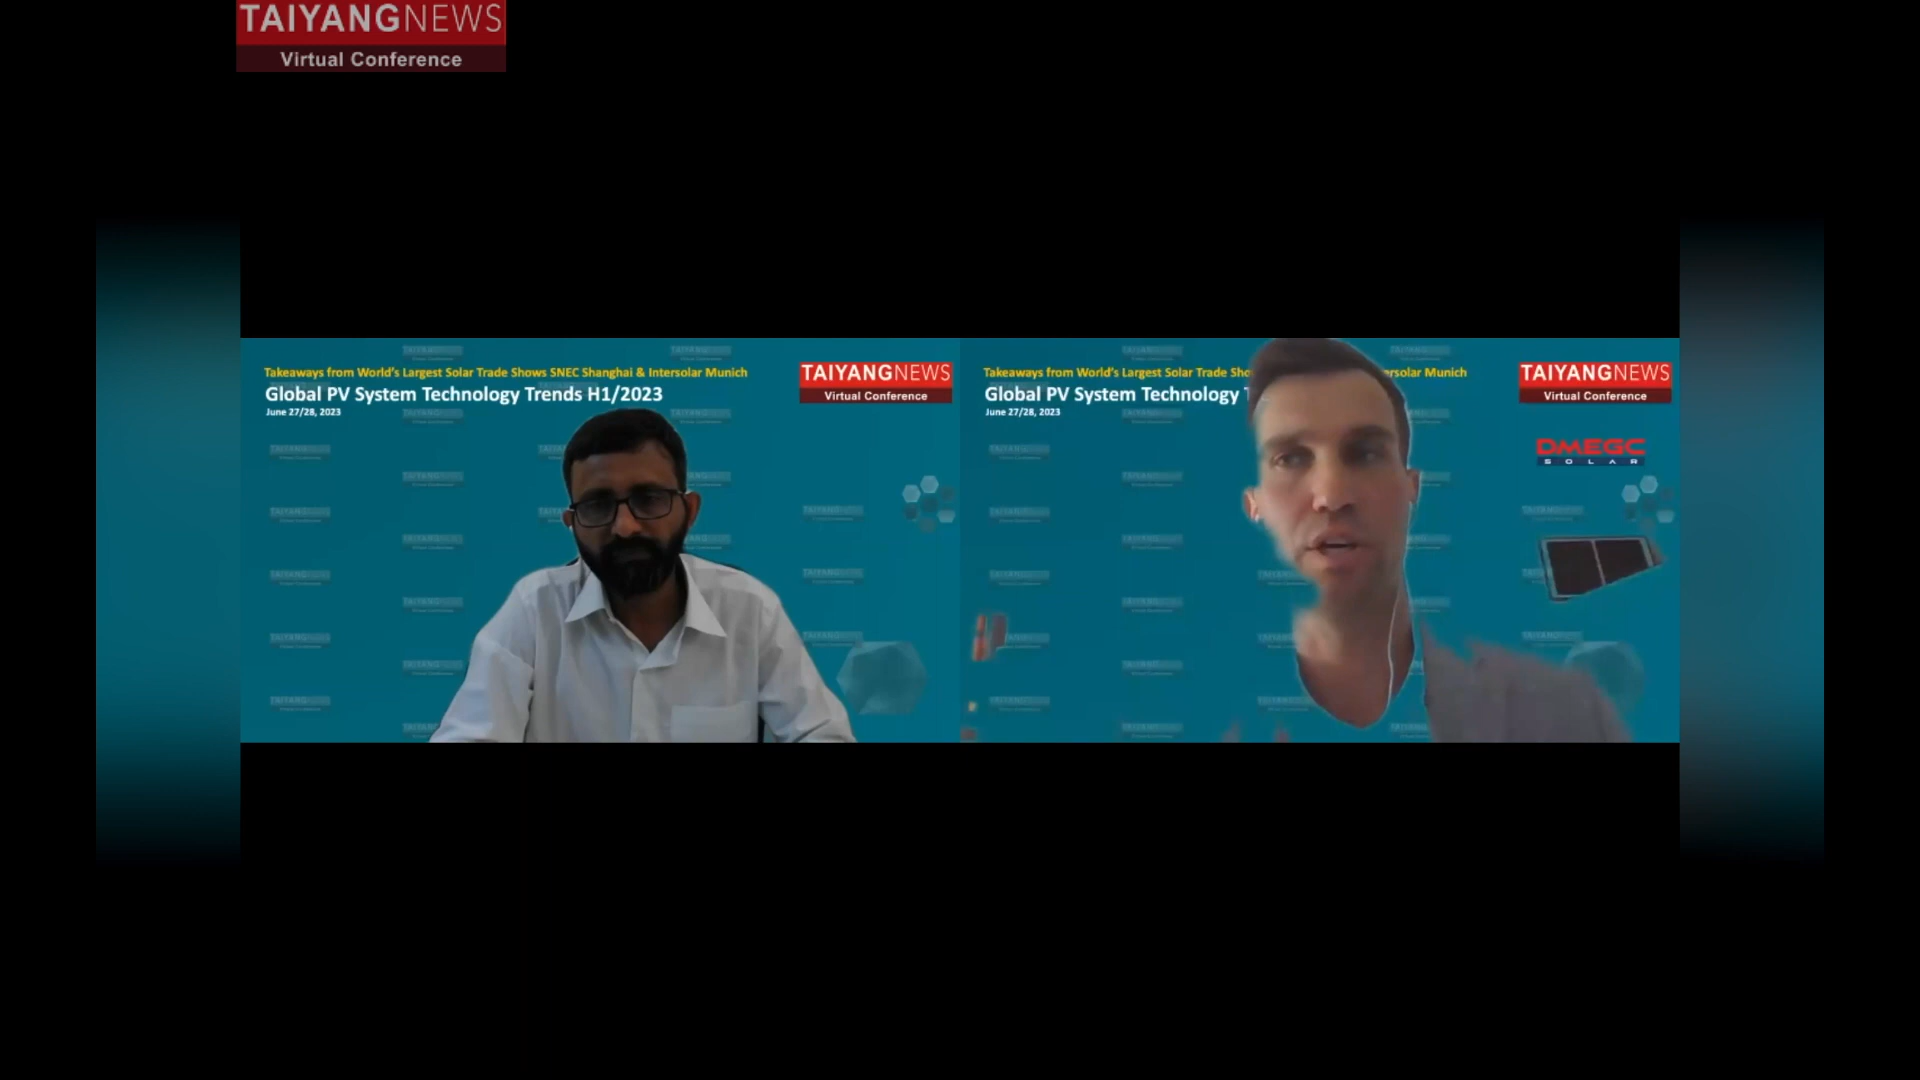 TAIYANGNEWS
Virtual Conference
Takeaways from World's Largest Solar Trade Shows SNEC Shanghai & Intersolar Munich
Global PV System Technology Trends H1/2023
June 27/28, 2023
TAIYANGNEWS
Virtual Conference
Takeaways from World's Largest Solar Trade Munich
Global PV System Technology
June 27/28, 2023
TAIYANGNEWS
Virtual Conference
DMEGC
SOLAR